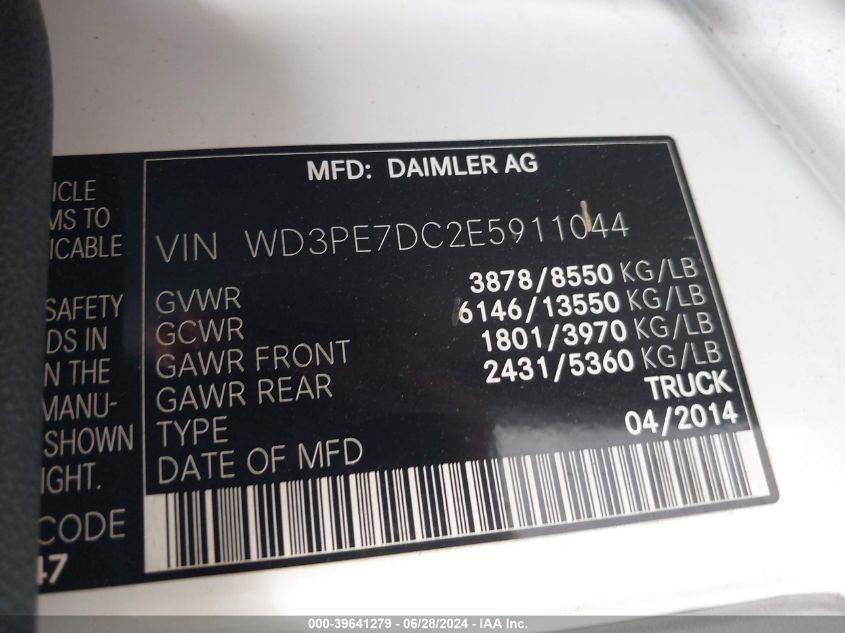 ICLE
MS TO
ICABLE
SAFETY
DS IN
N THE
MANU-
SHOWN
IGHT.
CODE
47
MFD: DAIMLER AG
VIN WD3PE7DC2E5911044
GVWR 3878/8550 KG/LB
GCWR 6146/13550 KG/LB
GAWR FRONT 1801/3970 KG/LB
GAWR REAR 2431/5360 KG/LB
TYPE TRUCK
DATE OF MFD 04/2014
000-39641279 - 06/28/2024 - IAA Inc.